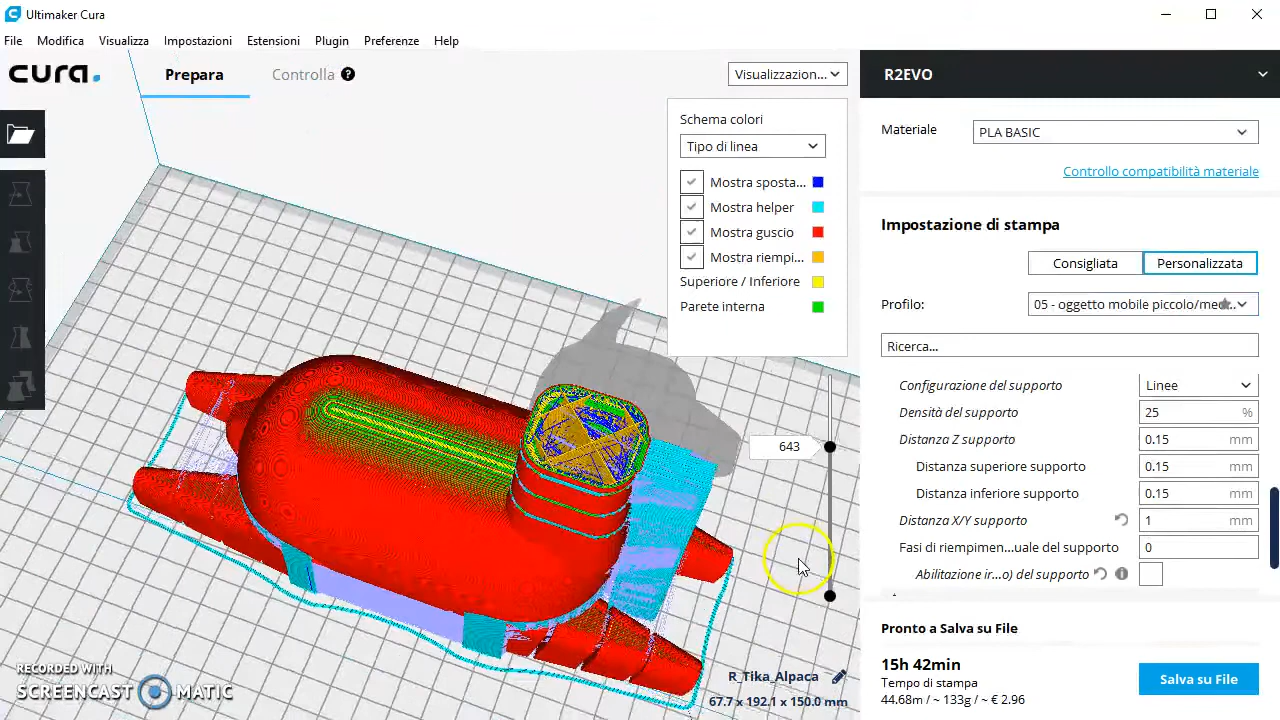 Ultimaker Cura
File Modifica Visualizza Impostazioni Estensioni Plugin Preferenze Help
cura.
Prepara
Controlla ?
Visualizzazion...
Schema colori
Tipo di linea
Mostra sposta...
Mostra helper
Mostra guscio
Mostra riempi...
Superiore / Inferiore
Parete interna
643
RECORDED WITH
SCREENCAST MATIC
R_Tika_Alpaca
67.7 x 192.1 x 150.0 mm
R2EVO
Materiale PLA BASIC
Controllo compatibilità materiale
Impostazione di stampa
Consigliata Personalizzata
Profilo: 05 - oggetto mobile piccolo/med...
Ricerca...
Configurazione del supporto Linee
Densità del supporto 25 %
Distanza Z supporto 0.15 mm
Distanza superiore supporto 0.15 mm
Distanza inferiore supporto 0.15 mm
Distanza X/Y supporto 1 mm
Fasi di riempimen...uale del supporto 0
Abilitazione ir...o) del supporto
Pronto a Salva su File
15h 42min
Tempo di stampa
44.68m / ~ 133g / ~ € 2.96
Salva su File